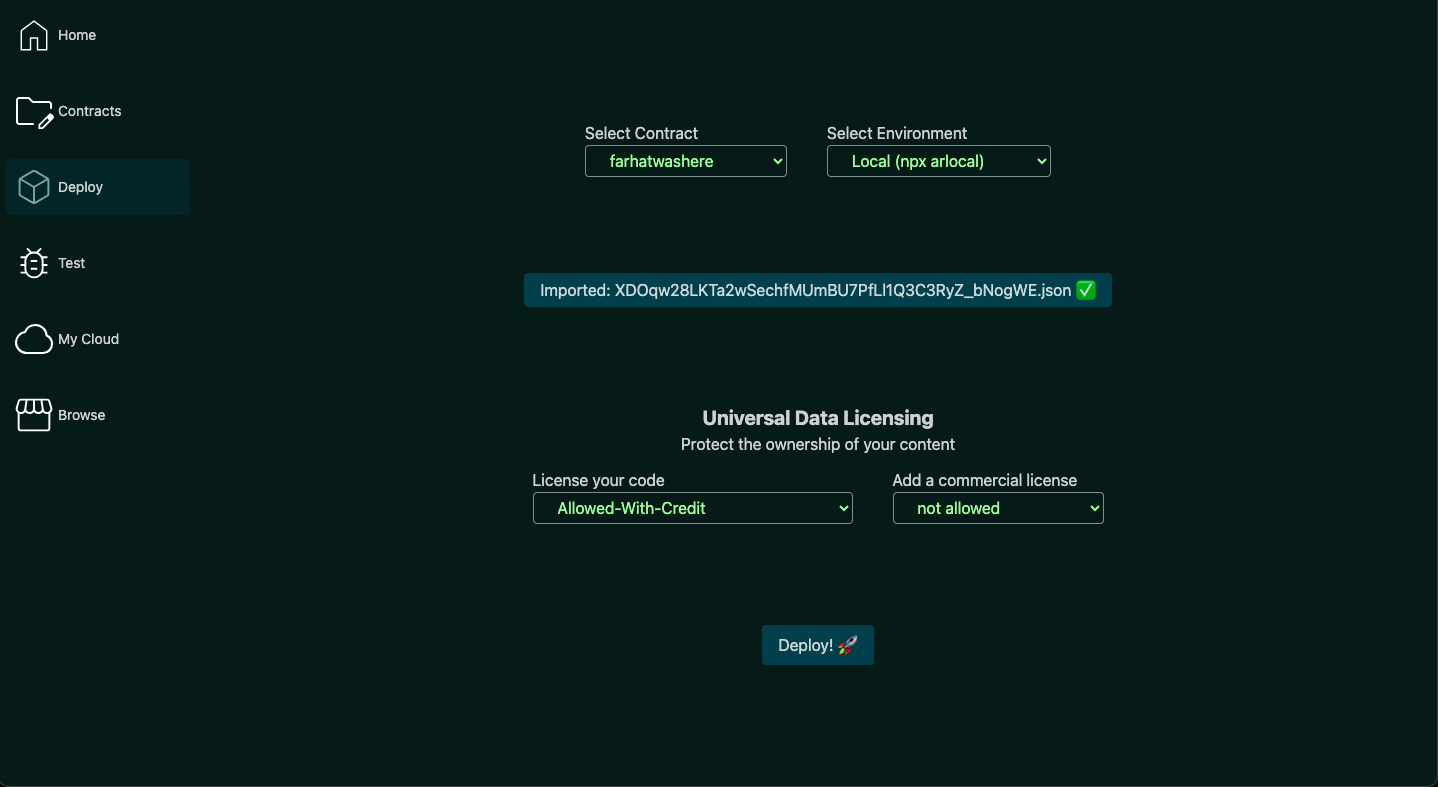 Home
Contracts
Deploy
Test
My Cloud
Browse
Select Contract
farhatwashere
Select Environment
Local (npx arlocal)
Imported: XDOqw28LKTa2wSechfMUmBU7PfLl1Q3C3RyZ_bNogWE.json ✅
Universal Data Licensing
Protect the ownership of your content
License your code
Allowed-With-Credit
Add a commercial license
not allowed
Deploy! 🚀